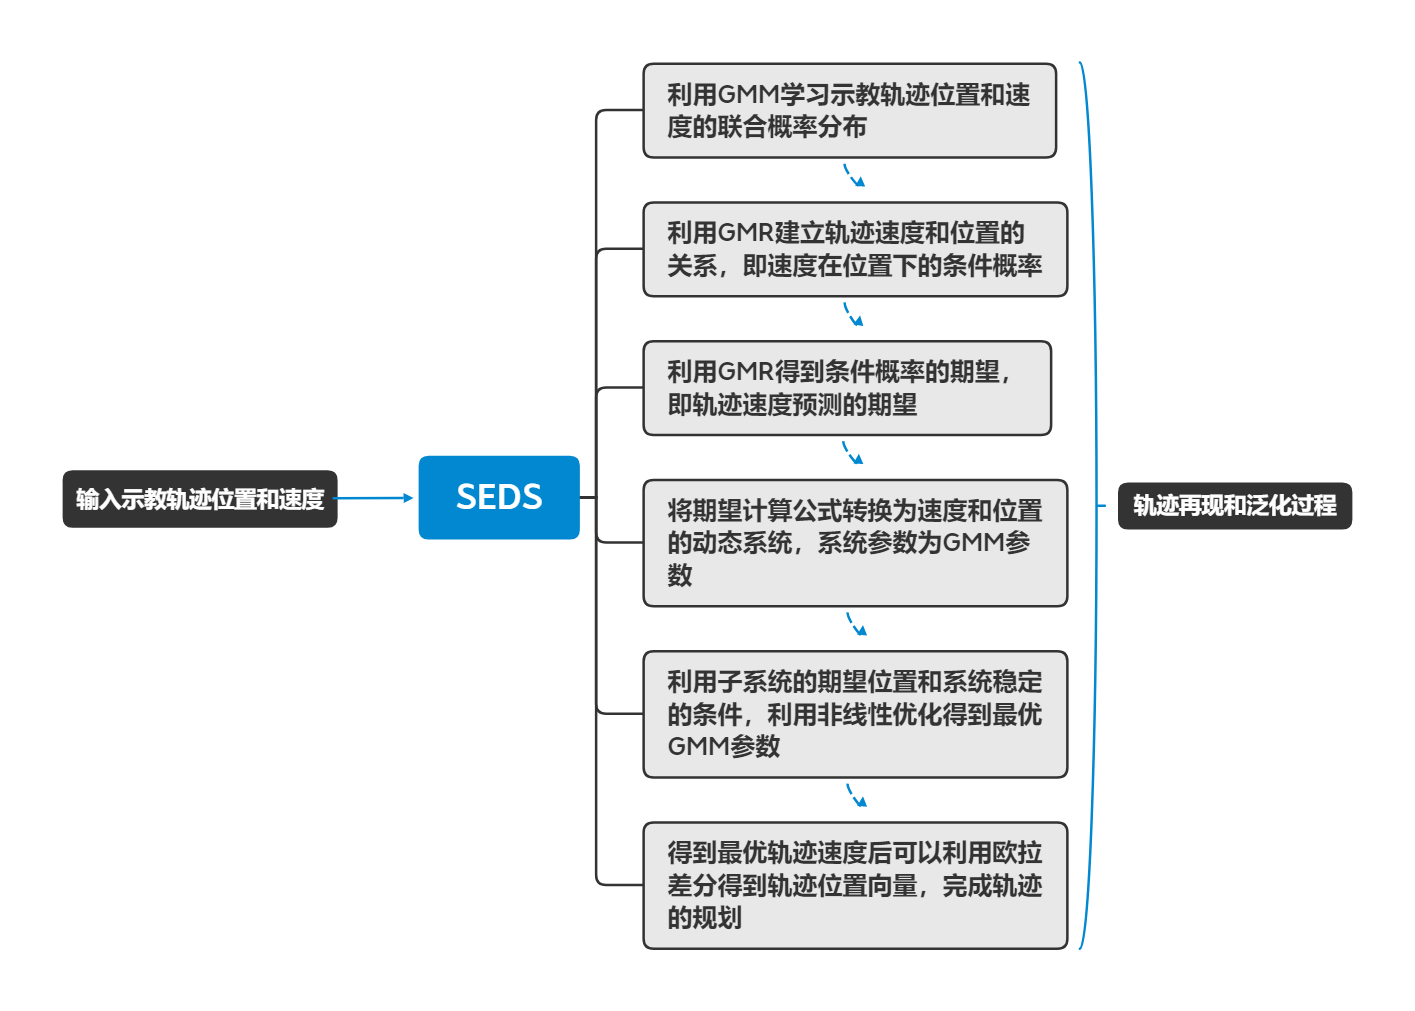 输入示教轨迹位置和速度
SEDS
利用GMM学习示教轨迹位置和速
度的联合概率分布
利用GMR建立轨迹速度和位置的
关系，即速度在位置下的条件概率
利用GMR得到条件概率的期望，
即轨迹速度预测的期望
将期望计算公式转换为速度和位置
的动态系统，系统参数为GMM参
数
利用子系统的期望位置和系统稳定
的条件，利用非线性优化得到最优
GMM参数
得到最优轨迹速度后可以利用欧拉
差分得到轨迹位置向量，完成轨迹
的规划
轨迹再现和泛化过程